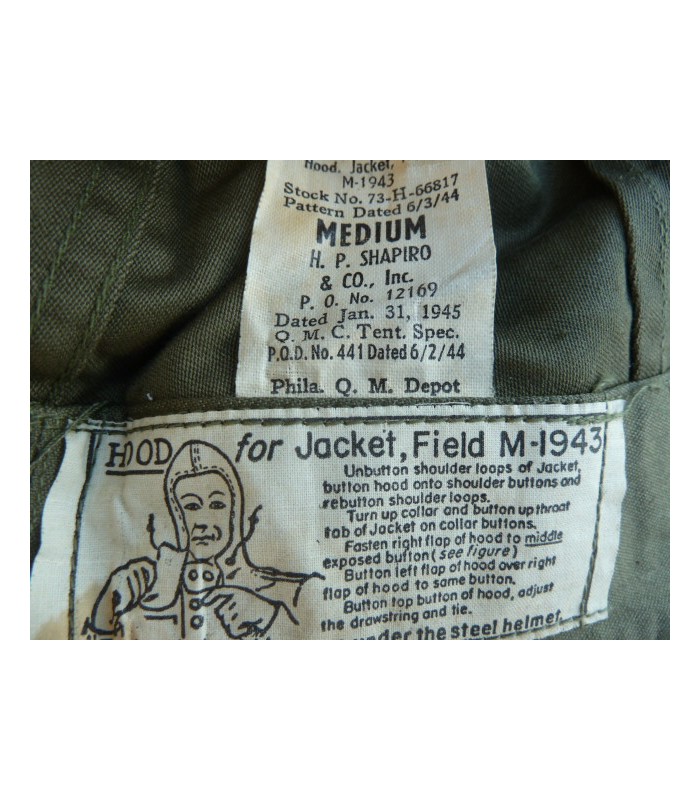 Hood, Jacket,
M-1943
Stock No. 73-H-66817
Pattern Dated 6/3/44
MEDIUM
H. P. SHAPIRO
& CO., Inc.
P. O. No. 12169
Dated Jan. 31, 1945
Q. M. C. Tent. Spec.
P.Q.D. No. 441 Dated 6/2/44
Phila. Q. M. Depot
HOOD for Jacket, Field M-1943
Unbutton shoulder loops of Jacket,
button hood onto shoulder buttons and
rebutton shoulder loops.
Turn up collar and button up throat
tab of Jacket on collar buttons.
Fasten right flap of hood to middle
exposed button (see figure)
Button left flap of hood over right
flap of hood to same button.
Button top button of hood, adjust
the drawstring and tie.
under the steel helmet.